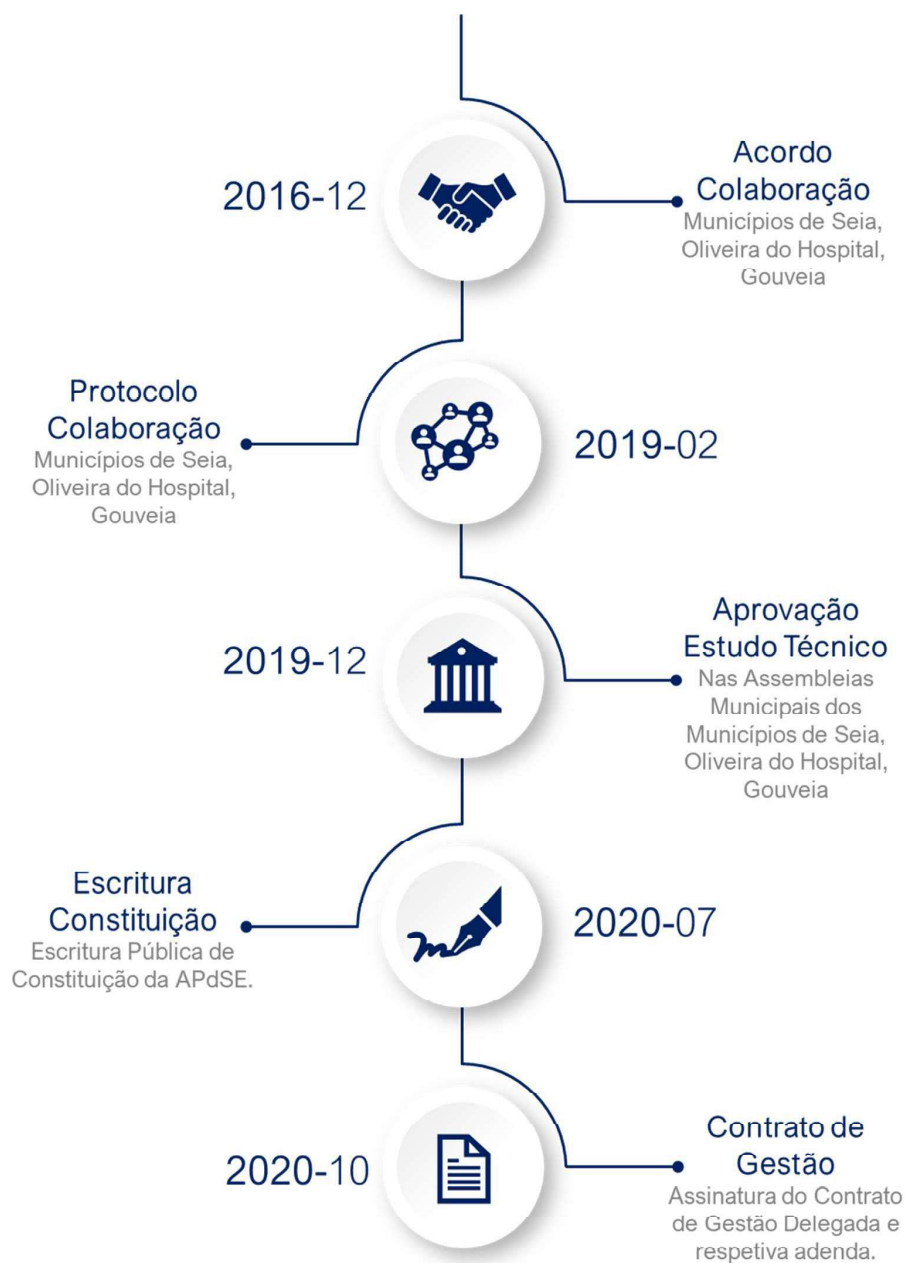 2016-12
Acordo
Colaboração
Municípios de Seia,
Oliveira do Hospital,
Gouveia
Protocolo
Colaboração
Municípios de Seia,
Oliveira do Hospital,
Gouveia
2019-02
2019-12
Aprovação
Estudo Técnico
Nas Assembleias
Municipais dos
Municípios de Seia,
Oliveira do Hospital,
Gouveia
Escritura
Constituição
Escritura Pública de
Constituição da APdSE.
2020-07
2020-10
Contrato de
Gestão
Assinatura do Contrato
de Gestão Delegada e
respetiva adenda.